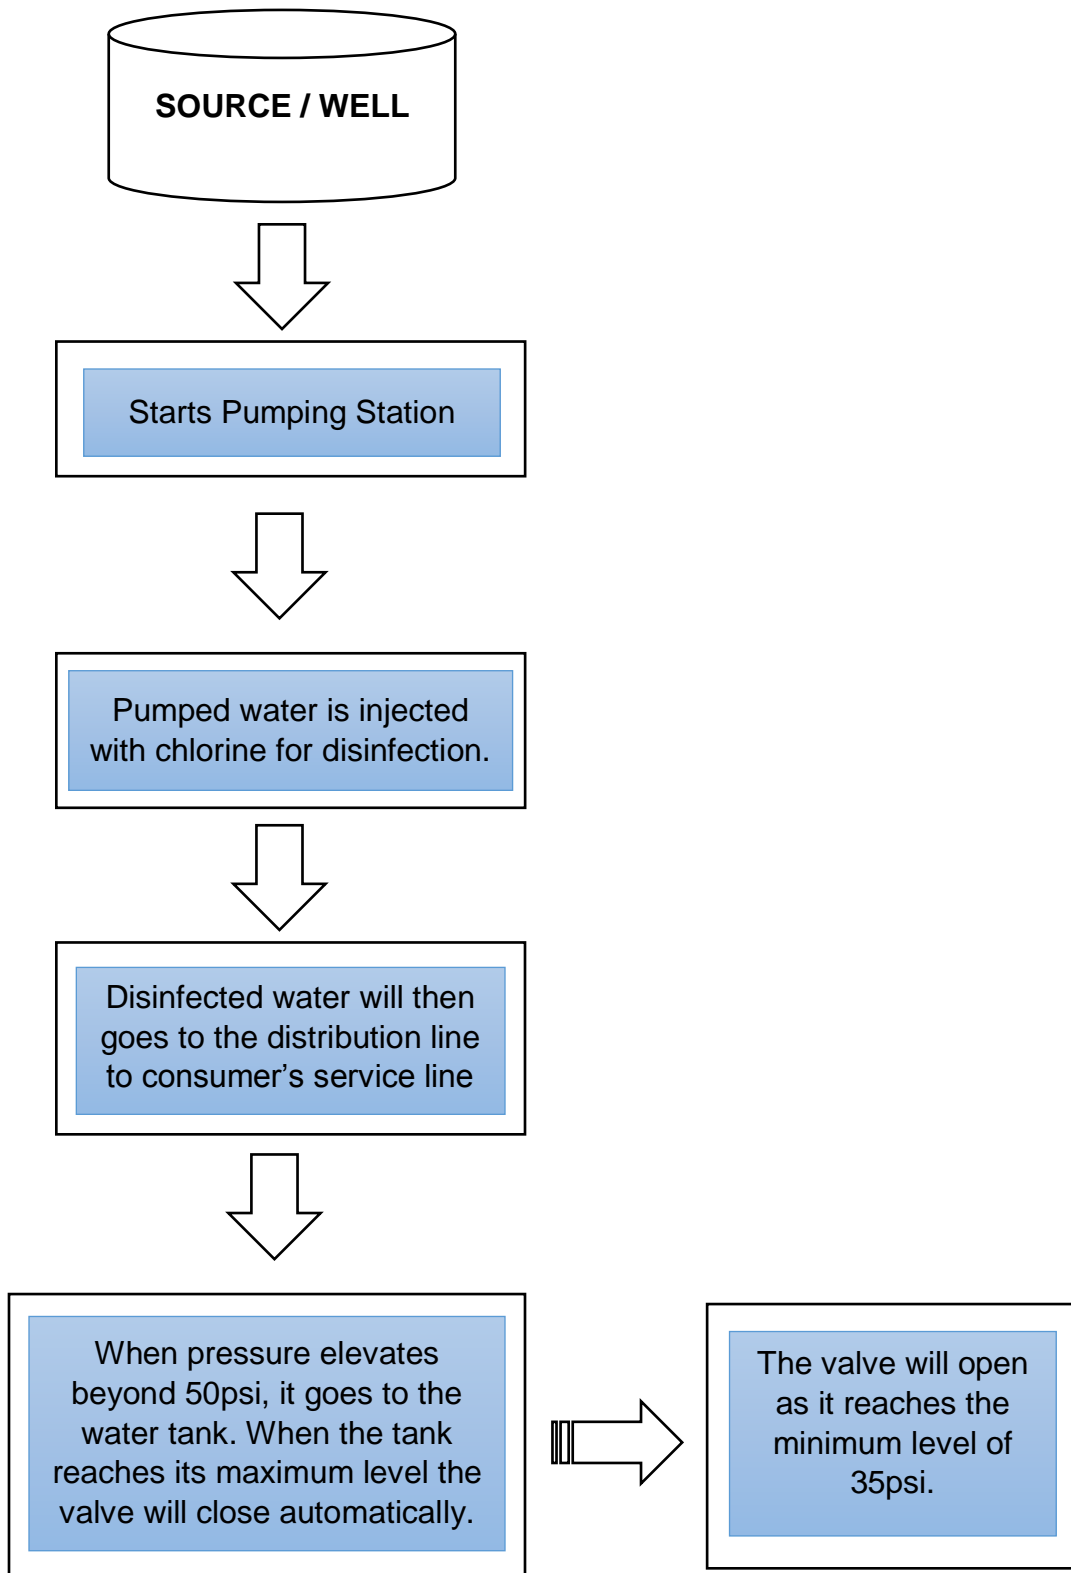 SOURCE / WELL
Starts Pumping Station
Pumped water is injected
with chlorine for disinfection.
Disinfected water will then
goes to the distribution line
to consumer’s service line
When pressure elevates
beyond 50psi, it goes to the
water tank. When the tank
reaches its maximum level the
valve will close automatically.
The valve will open
as it reaches the
minimum level of
35psi.